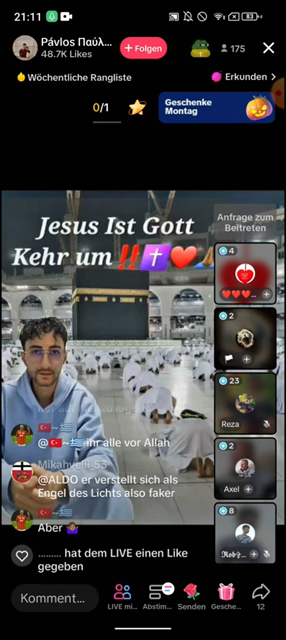 21:11
83
Pávlos Παύλ...
48.7K Likes
+ Folgen
175
Wöchentliche Rangliste
Erkunden >
0/1
Geschenke
Montag
Jesus Ist Gott
Kehr um‼️✝️❤️
Anfrage zum
Beitreten
4
2
23
Reza
2
Axel
8
~
@ ~ ihr alle vor Allah
Mikahvelli_53
@ALDO er verstellt sich als
Engel des Lichts also faker
~
Aber 🤷🏾‍♀️
......... hat dem LIVE einen Like
gegeben
Komment...
LIVE mi...
Abstim...
Senden
Gesche...
12